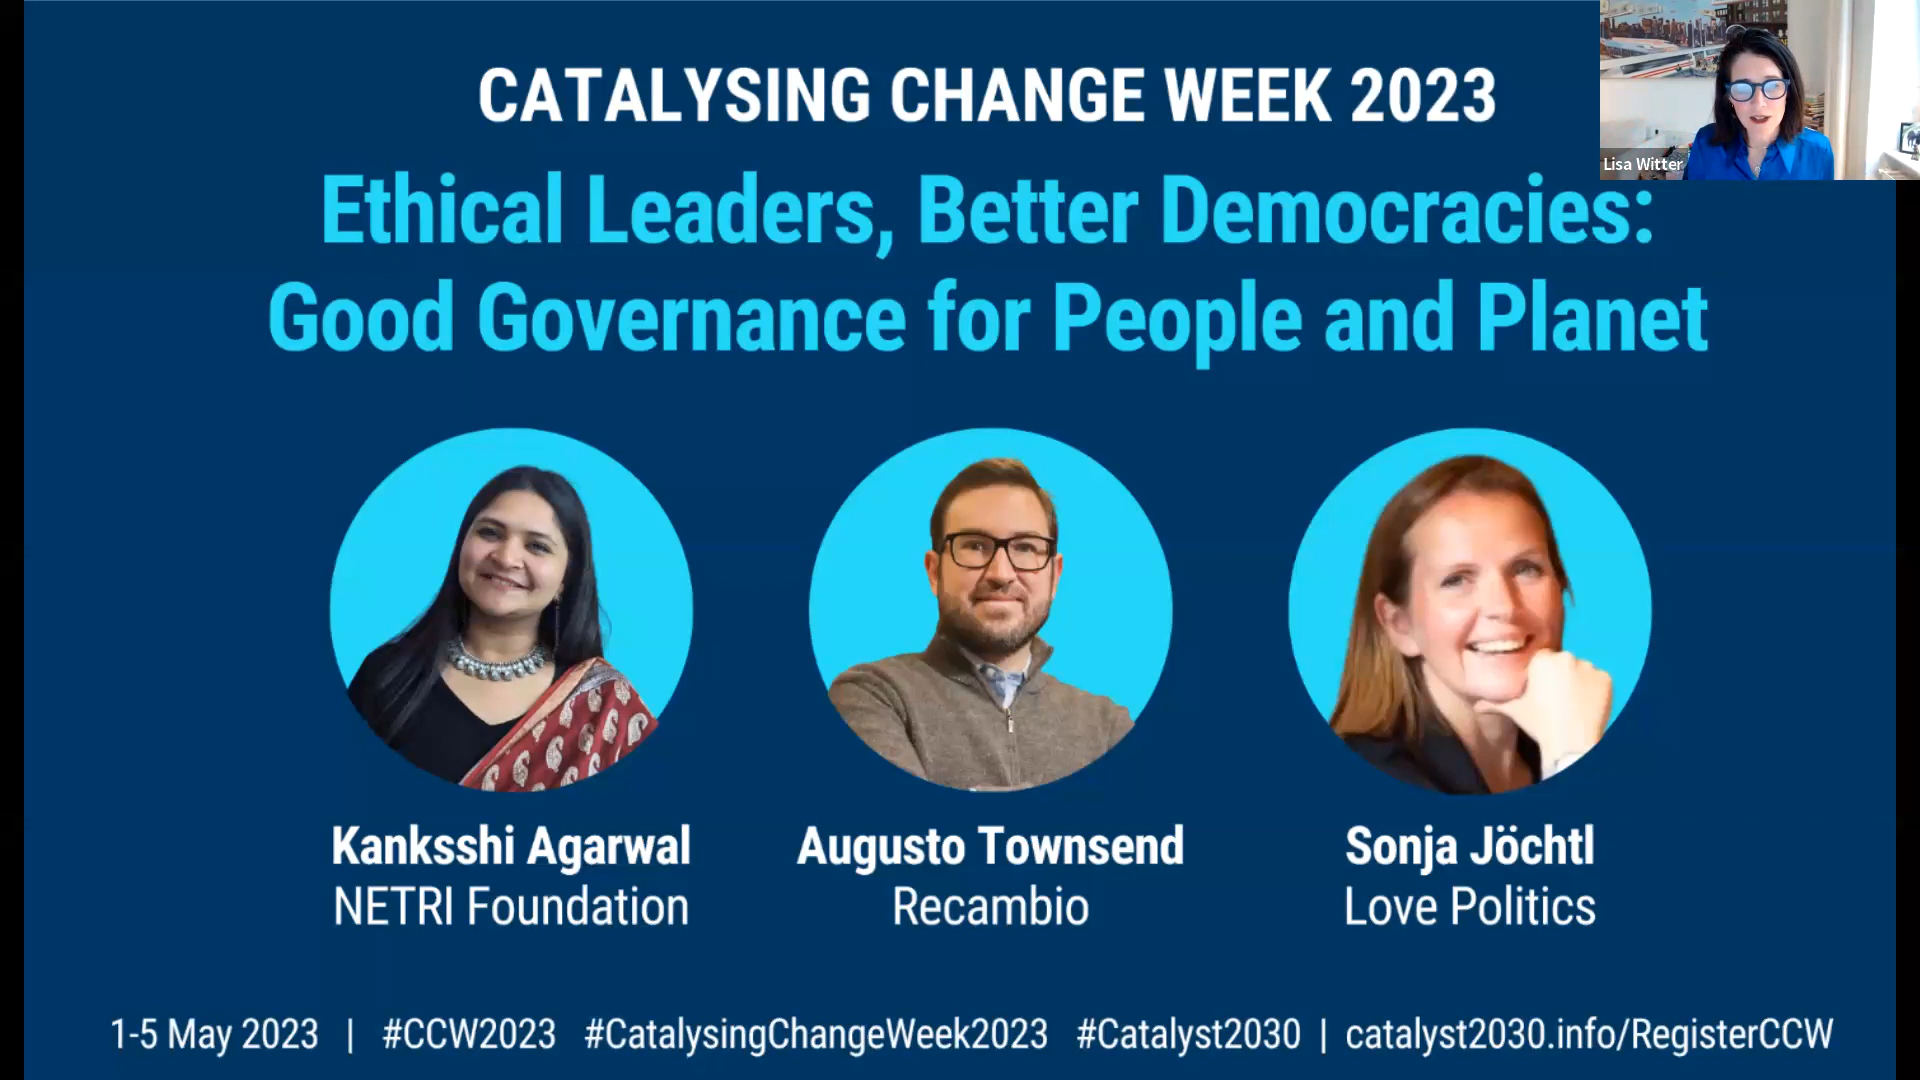 CATALYSING CHANGE WEEK 2023
Lisa Witter
Ethical Leaders, Better Democracies:
Good Governance for People and Planet
Kanksshi Agarwal
NETRI Foundation
Augusto Townsend
Recambio
Sonja Jöchtl
Love Politics
1-5 May 2023 | #CCW2023 #CatalysingChangeWeek2023 #Catalyst2030 | catalyst2030.info/RegisterCCW